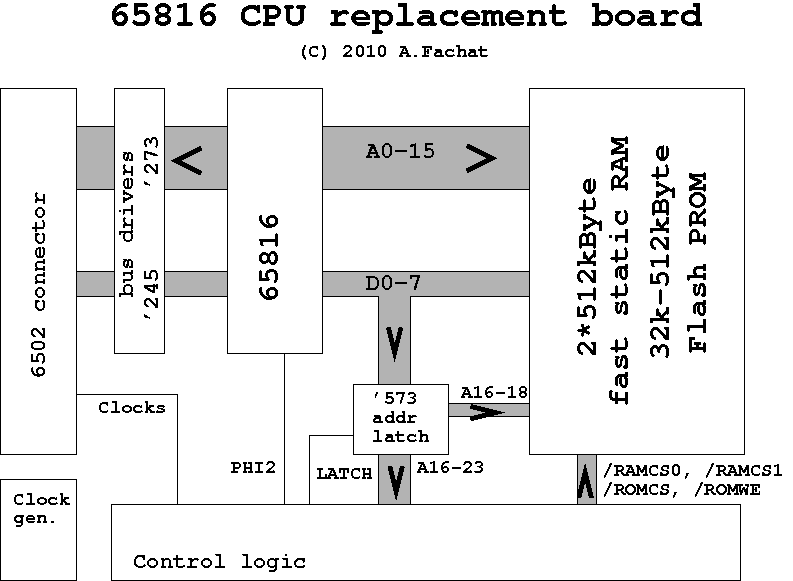 65816 CPU replacement board
(C) 2010 A.Fachat
6502 connector
bus drivers
'273
'245
65816
A0-15
D0-7
2*512kByte
fast static RAM
32k-512kByte
Flash PROM
Clocks
'573
addr
latch
A16-18
PHI2
LATCH
A16-23
/RAMCS0, /RAMCS1
/ROMCS, /ROMWE
Clock
gen.
Control logic